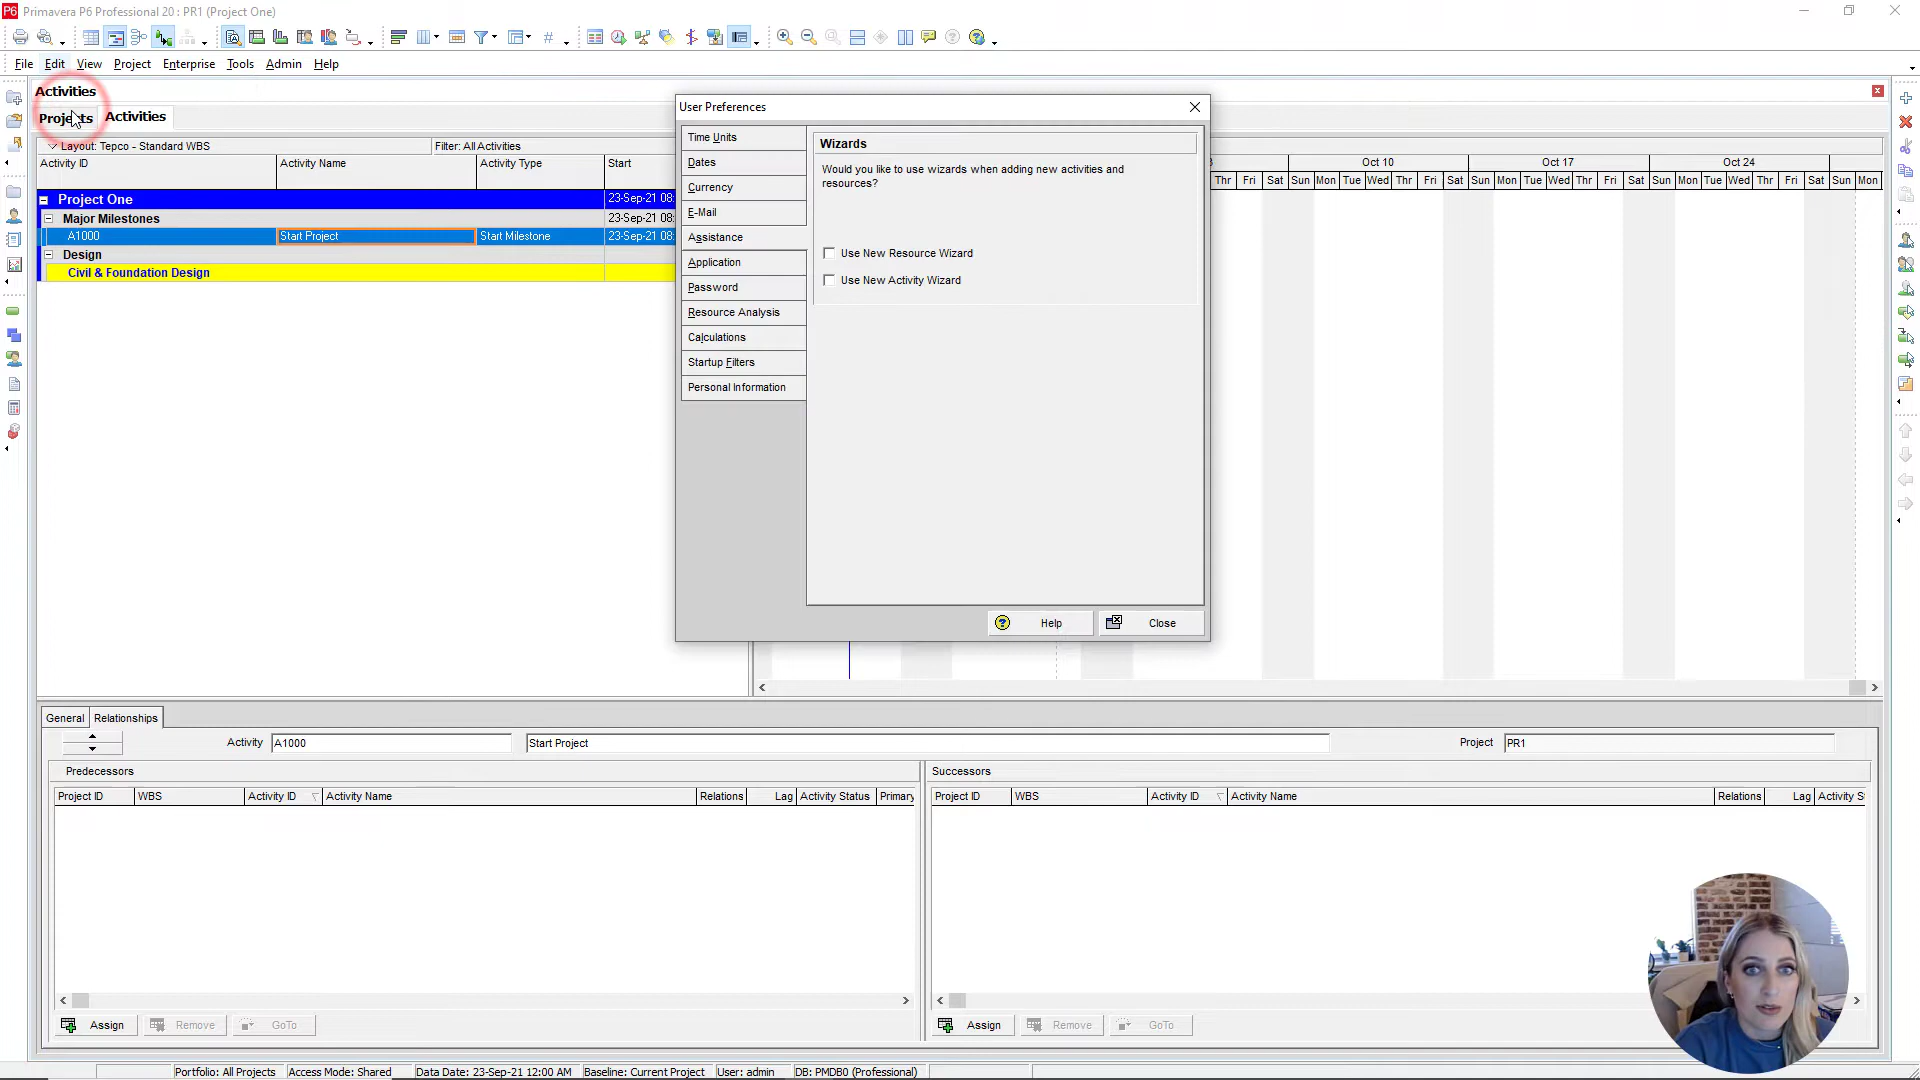 P6 Primavera P6 Professional 20 : PR1 (Project One)
File Edit View Project Enterprise Tools Admin Help
Activities
Projects Activities
Layout: Tepco - Standard WBS Filter: All Activities
Activity ID Activity Name Activity Type Start
Project One 23-Sep-21 08:
Major Milestones 23-Sep-21 08:
A1000 Start Project Start Milestone 23-Sep-21 08:
Design
Civil & Foundation Design
Oct 10 Oct 17 Oct 24
Thr Fri Sat Sun Mon Tue Wed Thr Fri Sat Sun Mon Tue Wed Thr Fri Sat Sun Mon Tue Wed Thr Fri Sat Sun Mon
User Preferences
Time Units
Dates
Currency
E-Mail
Assistance
Application
Password
Resource Analysis
Calculations
Startup Filters
Personal Information
Wizards
Would you like to use wizards when adding new activities and
resources?
Use New Resource Wizard
Use New Activity Wizard
Help Close
General Relationships
Activity A1000 Start Project Project PR1
Predecessors
Project ID WBS Activity ID Activity Name Relations Lag Activity Status Primary
Assign Remove GoTo
Successors
Project ID WBS Activity ID Activity Name Relations Lag Activity S
Assign Remove GoTo
Portfolio: All Projects Access Mode: Shared Data Date: 23-Sep-21 12:00 AM Baseline: Current Project User: admin DB: PMDB0 (Professional)